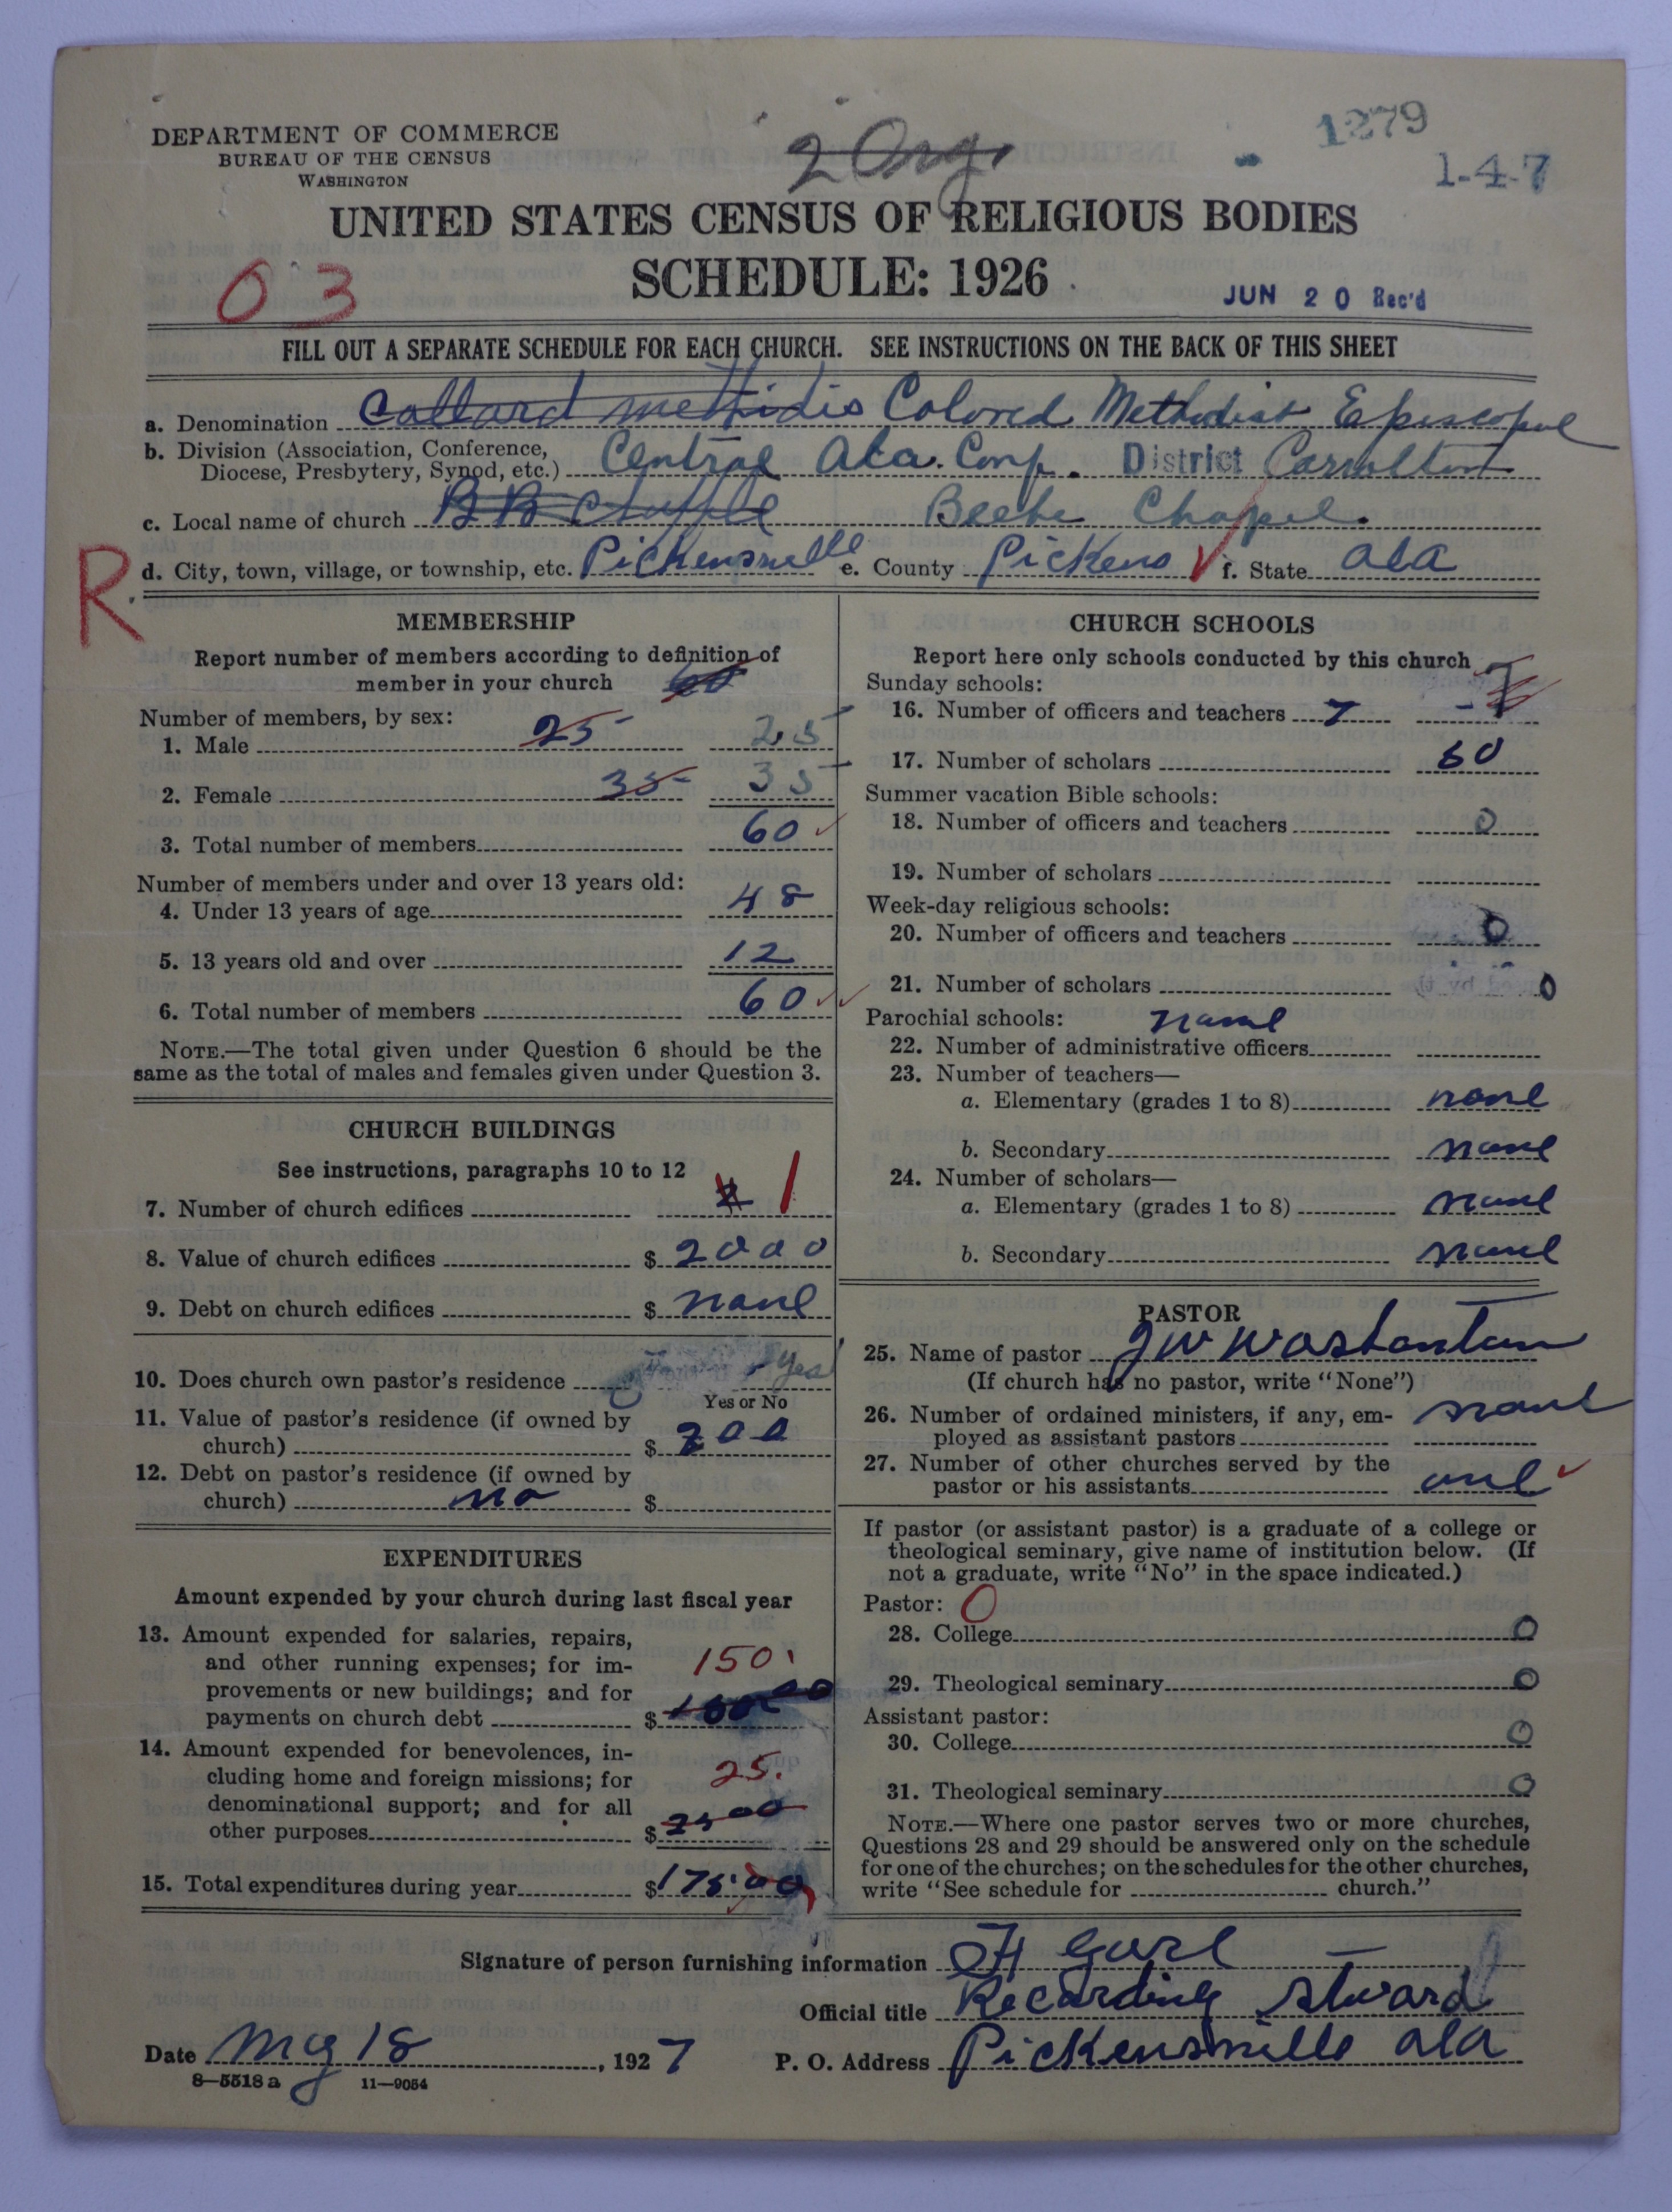 DEPARTMENT OF COMMERCE
BUREAU OF THE CENSUS
WASHINGTON
2 Org.
1279
1-4-7
UNITED STATES CENSUS OF RELIGIOUS BODIES
SCHEDULE: 1926
03
JUN 20 Rec'd
FILL OUT A SEPARATE SCHEDULE FOR EACH CHURCH. SEE INSTRUCTIONS ON THE BACK OF THIS SHEET
a. Denomination Collard methidis Colored Methodist Episcopal
b. Division (Association, Conference, Diocese, Presbytery, Synod, etc.) Central Ala. Conf. District Carrollton
c. Local name of church B B Beebe Chapel.
R
d. City, town, village, or township, etc. Pickensville e. County Pickens f. State Ala
MEMBERSHIP
Report number of members according to definition of
member in your church 60
Number of members, by sex:
1. Male 25 25
2. Female 35 35
3. Total number of members 60
Number of members under and over 13 years old:
4. Under 13 years of age 48
5. 13 years old and over 12
6. Total number of members 60
NOTE.—The total given under Question 6 should be the
same as the total of males and females given under Question 3.
CHURCH BUILDINGS
See instructions, paragraphs 10 to 12
7. Number of church edifices 1
8. Value of church edifices $ 2000
9. Debt on church edifices $ none
10. Does church own pastor's residence yes
Yes or No
11. Value of pastor's residence (if owned by
church) $ 200
12. Debt on pastor's residence (if owned by
church) no $
EXPENDITURES
Amount expended by your church during last fiscal year
13. Amount expended for salaries, repairs,
and other running expenses; for im-
provements or new buildings; and for
payments on church debt $ 150.
14. Amount expended for benevolences, in-
cluding home and foreign missions; for
denominational support; and for all
other purposes $ 25. 2500
15. Total expenditures during year $175.00
CHURCH SCHOOLS
Report here only schools conducted by this church
Sunday schools:
16. Number of officers and teachers 7 7
17. Number of scholars 60
Summer vacation Bible schools:
18. Number of officers and teachers 0
19. Number of scholars
Week-day religious schools:
20. Number of officers and teachers 0
21. Number of scholars 0
Parochial schools: none
22. Number of administrative officers
23. Number of teachers—
a. Elementary (grades 1 to 8) none
b. Secondary none
24. Number of scholars—
a. Elementary (grades 1 to 8) none
b. Secondary none
PASTOR
25. Name of pastor J W Washantan
(If church has no pastor, write "None")
26. Number of ordained ministers, if any, em-
ployed as assistant pastors none
27. Number of other churches served by the
pastor or his assistants one
If pastor (or assistant pastor) is a graduate of a college or
theological seminary, give name of institution below. (If
not a graduate, write "No" in the space indicated.)
Pastor: 0
28. College 0
29. Theological seminary 0
Assistant pastor:
30. College 0
31. Theological seminary 0
NOTE.—Where one pastor serves two or more churches,
Questions 28 and 29 should be answered only on the schedule
for one of the churches; on the schedules for the other churches,
write "See schedule for church."
Signature of person furnishing information
Official title Recarding stward
Date May 18, 1927
P. O. Address Pickensville ala
8—5518 a 11—9054